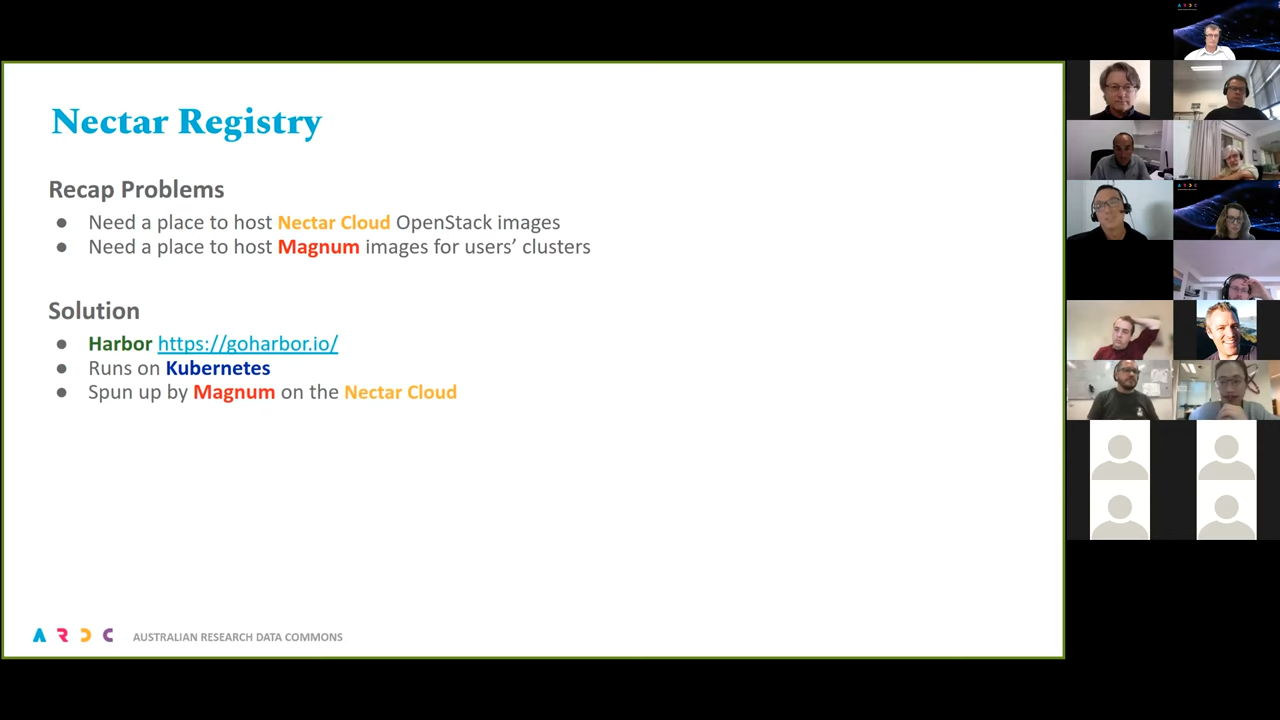 Nectar Registry
Recap Problems
● Need a place to host Nectar Cloud OpenStack images
● Need a place to host Magnum images for users’ clusters
Solution
● Harbor https://goharbor.io/
● Runs on Kubernetes
● Spun up by Magnum on the Nectar Cloud
A R D C AUSTRALIAN RESEARCH DATA COMMONS
A R D C
A R D C